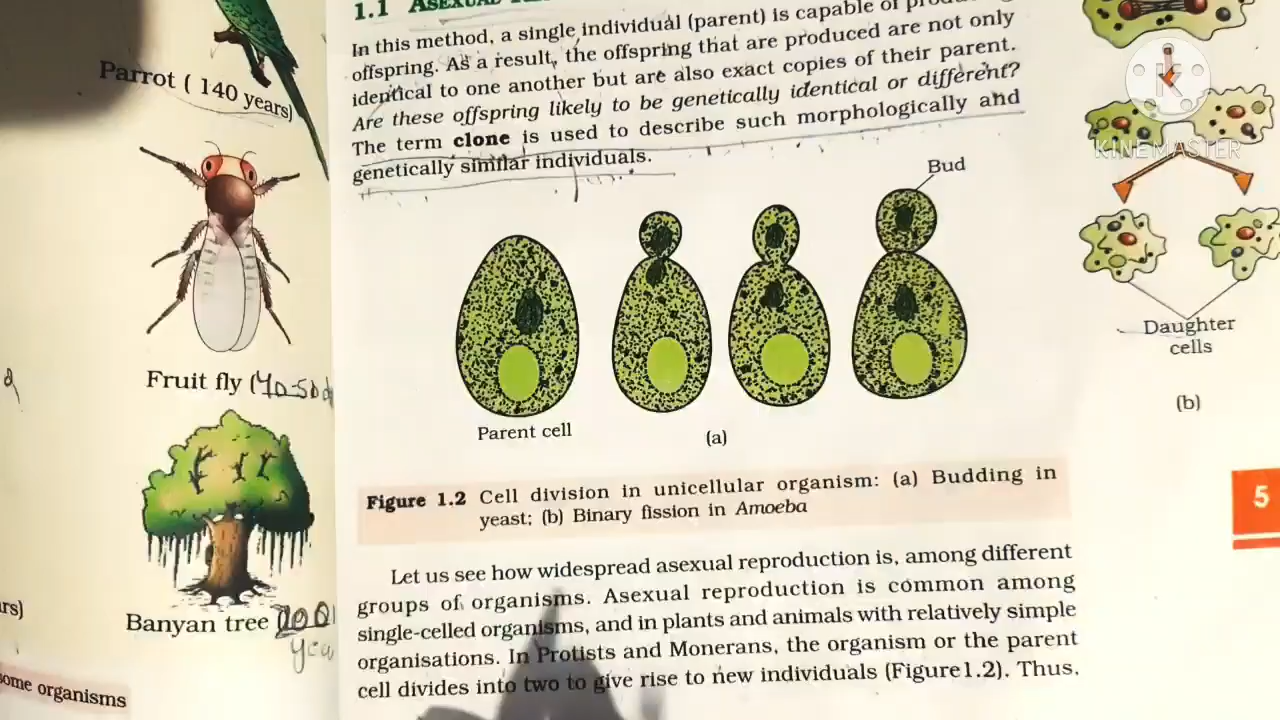 Parrot ( 140 years)
Fruit fly (
Banyan tree
rs)
some organisms
1.1 ASEXUAL
In this method, a single individual (parent) is capable of
offspring. As a result, the offspring that are produced are not only
identical to one another but are also exact copies of their parent.
Are these offspring likely to be genetically identical or different?
The term clone is used to describe such morphologically and
genetically similar individuals.
Bud
Parent cell
(a)
Figure 1.2 Cell division in unicellular organism: (a) Budding in
yeast; (b) Binary fission in Amoeba
Let us see how widespread asexual reproduction is, among different
groups of organisms. Asexual reproduction is common among
single-celled organisms, and in plants and animals with relatively simple
organisations. In Protists and Monerans, the organism or the parent
cell divides into two to give rise to new individuals (Figure1.2). Thus,
K
KINEMASTER
Daughter
cells
(b)
5